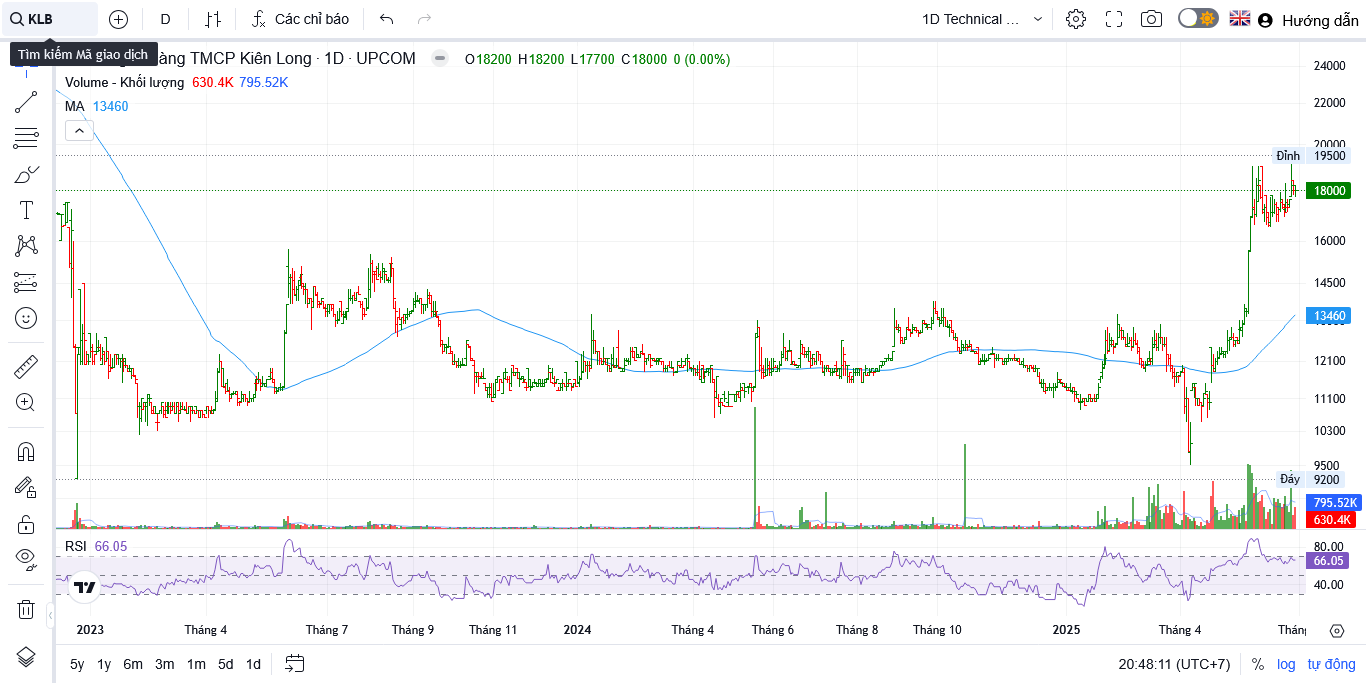 KLB
D
Các chỉ báo
1D Technical ...
Hướng dẫn
Tìm kiếm Mã giao dịch
àng TMCP Kiên Long · 1D · UPCOM
O18200 H18200 L17700 C18000 0 (0.00%)
Volume - Khối lượng 630.4K 795.52K
MA 13460
24000
22000
20000
Đỉnh 19500
18000
16000
14500
13460
12100
11100
10300
9500
Đáy 9200
795.52K
630.4K
RSI 66.05
80.00
66.05
40.00
2023 Tháng 4 Tháng 7 Tháng 9 Tháng 11 2024 Tháng 4 Tháng 6 Tháng 8 Tháng 10 2025 Tháng 4 Thán
5y 1y 6m 3m 1m 5d 1d
20:48:11 (UTC+7) % log tự động